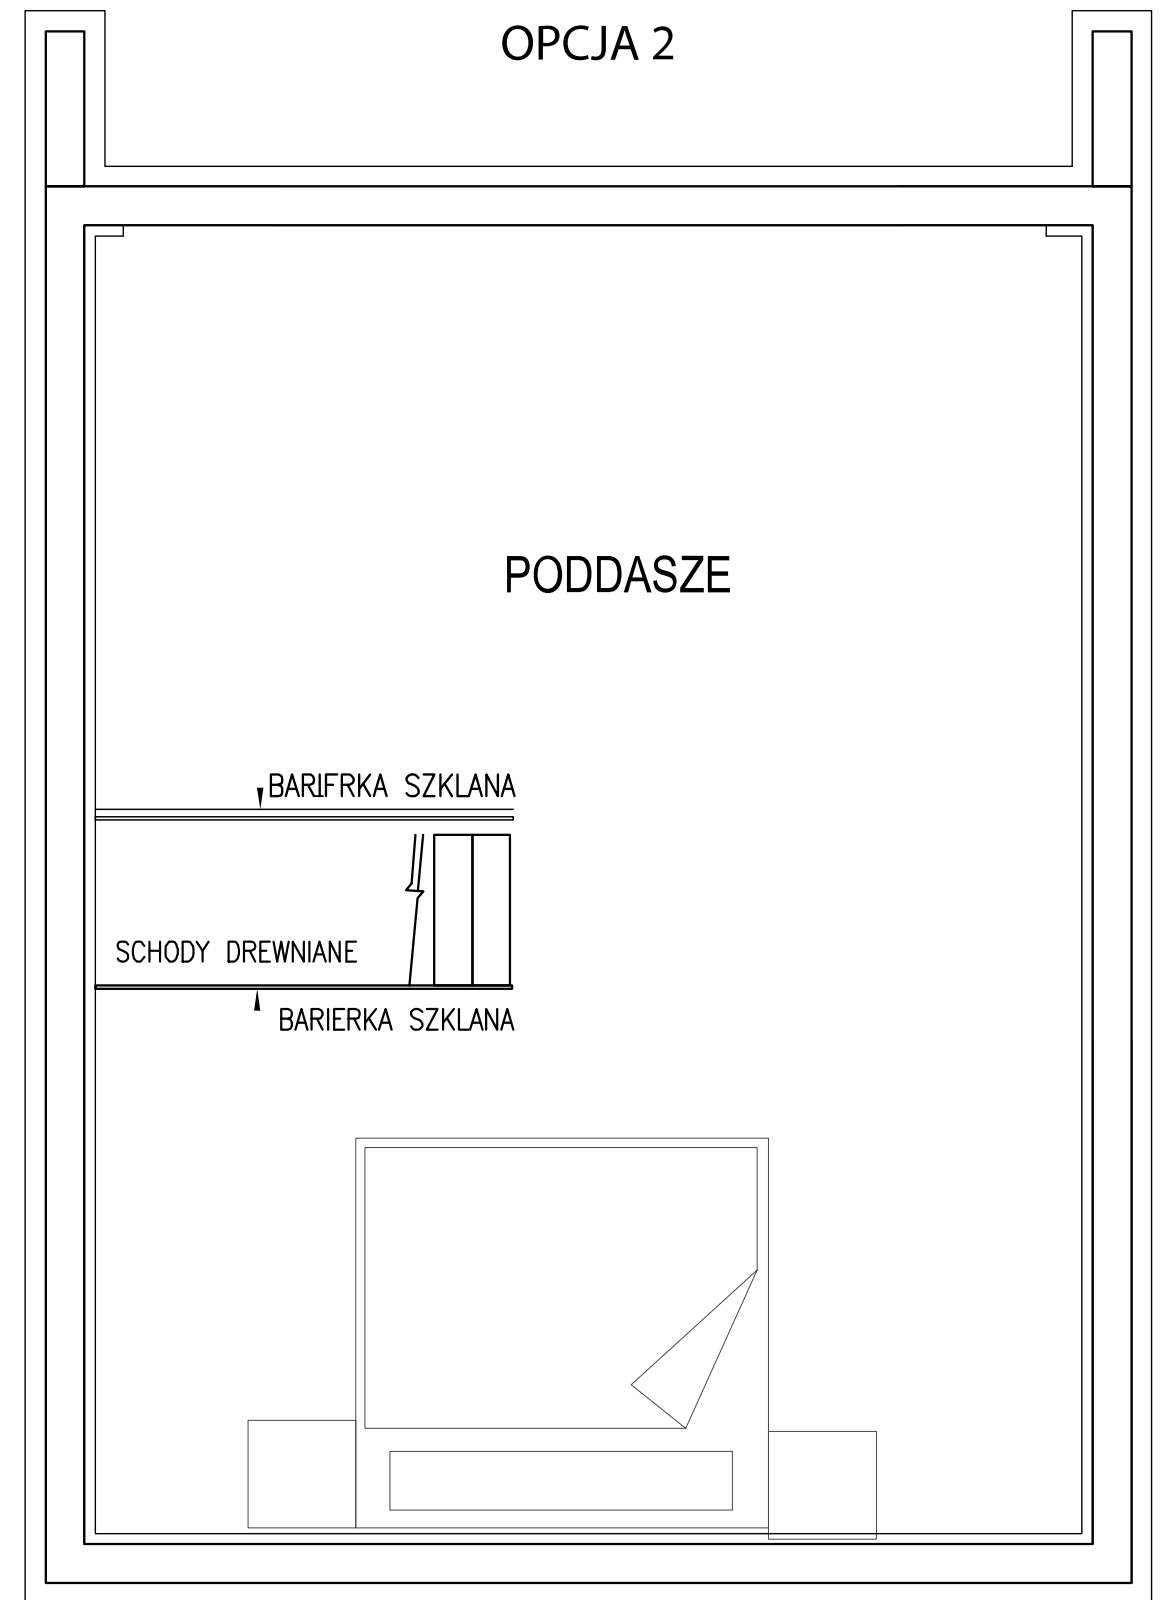 OPCJA 2
PODDASZE
BARIFRKA SZKLANA
SCHODY DREWNIANE
BARIERKA SZKLANA